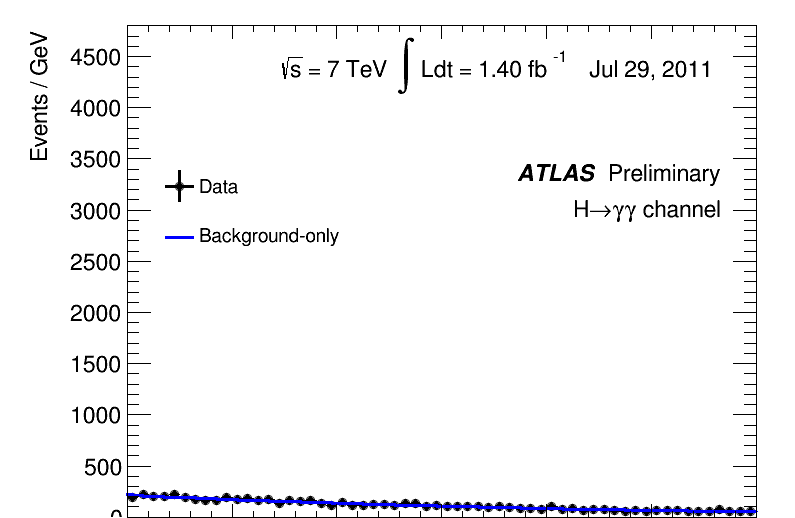 Events / GeV
4500
√s = 7 TeV ∫ Ldt = 1.40 fb⁻¹ Jul 29, 2011
4000
3500
ATLAS Preliminary
Data
3000
H→γγ channel
Background-only
2500
2000
1500
1000
500
0